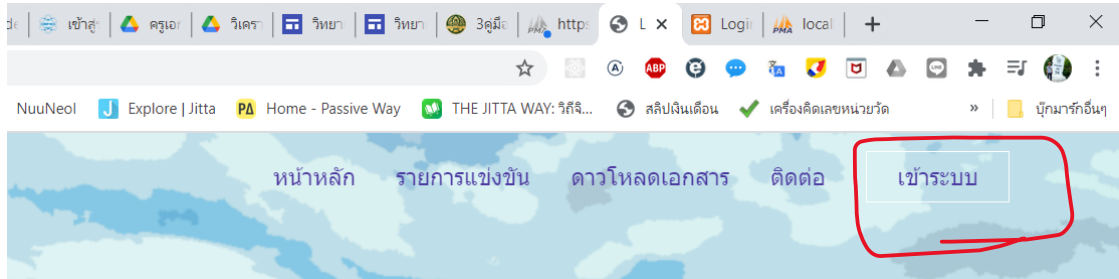 เข้าสู่ ครูเอก วิเครา วิทย วิทย 3คู่มือ https L Login local
ABP
NuuNeol Explore | Jitta Home - Passive Way THE JITTA WAY: วิถีจิ... สลิปเงินเดือน เครื่องคิดเลขหน่วยวัด » บุ๊กมาร์กอื่นๆ
หน้าหลัก รายการแข่งขัน ดาวโหลดเอกสาร ติดต่อ เข้าระบบ